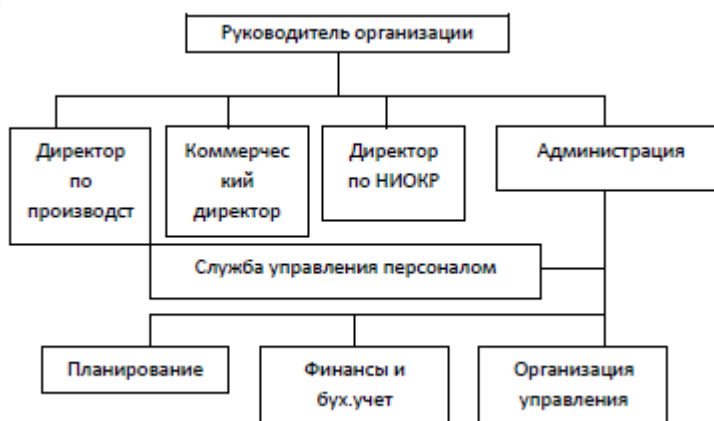 Руководитель организации
Директор
по
производст
Коммерчес
кий
директор
Директор
по НИОКР
Администрация
Служба управления персоналом
Планирование
Финансы и
бух.учет
Организация
управления